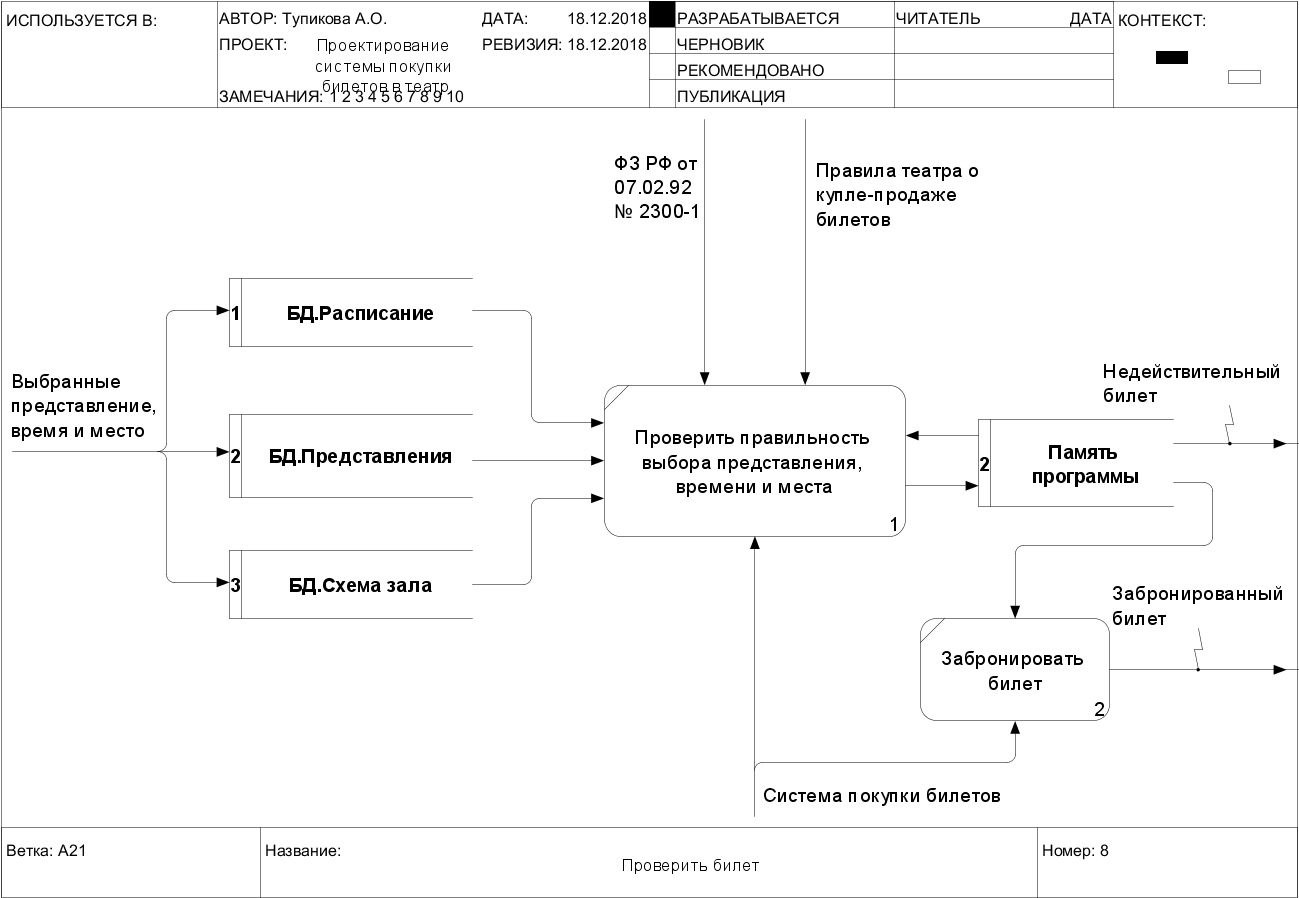 ИСПОЛЬЗУЕТСЯ В:
АВТОР: Тупикова А.О.
ДАТА: 18.12.2018
ПРОЕКТ: Проектирование
системы покупки
билетов в театр
РЕВИЗИЯ: 18.12.2018
ЗАМЕЧАНИЯ: 1 2 3 4 5 6 7 8 9 10
РАЗРАБАТЫВАЕТСЯ
ЧЕРНОВИК
РЕКОМЕНДОВАНО
ПУБЛИКАЦИЯ
ЧИТАТЕЛЬ ДАТА
КОНТЕКСТ:
ФЗ РФ от
07.02.92
№ 2300-1
Правила театра о
купле-продаже
билетов
Выбранные
представление,
время и место
1 БД.Расписание
2 БД.Представления
3 БД.Схема зала
Проверить правильность
выбора представления,
времени и места
1
2 Память
программы
Недействительный
билет
Забронированный
билет
Забронировать
билет
2
Система покупки билетов
Ветка: A21
Название:
Проверить билет
Номер: 8